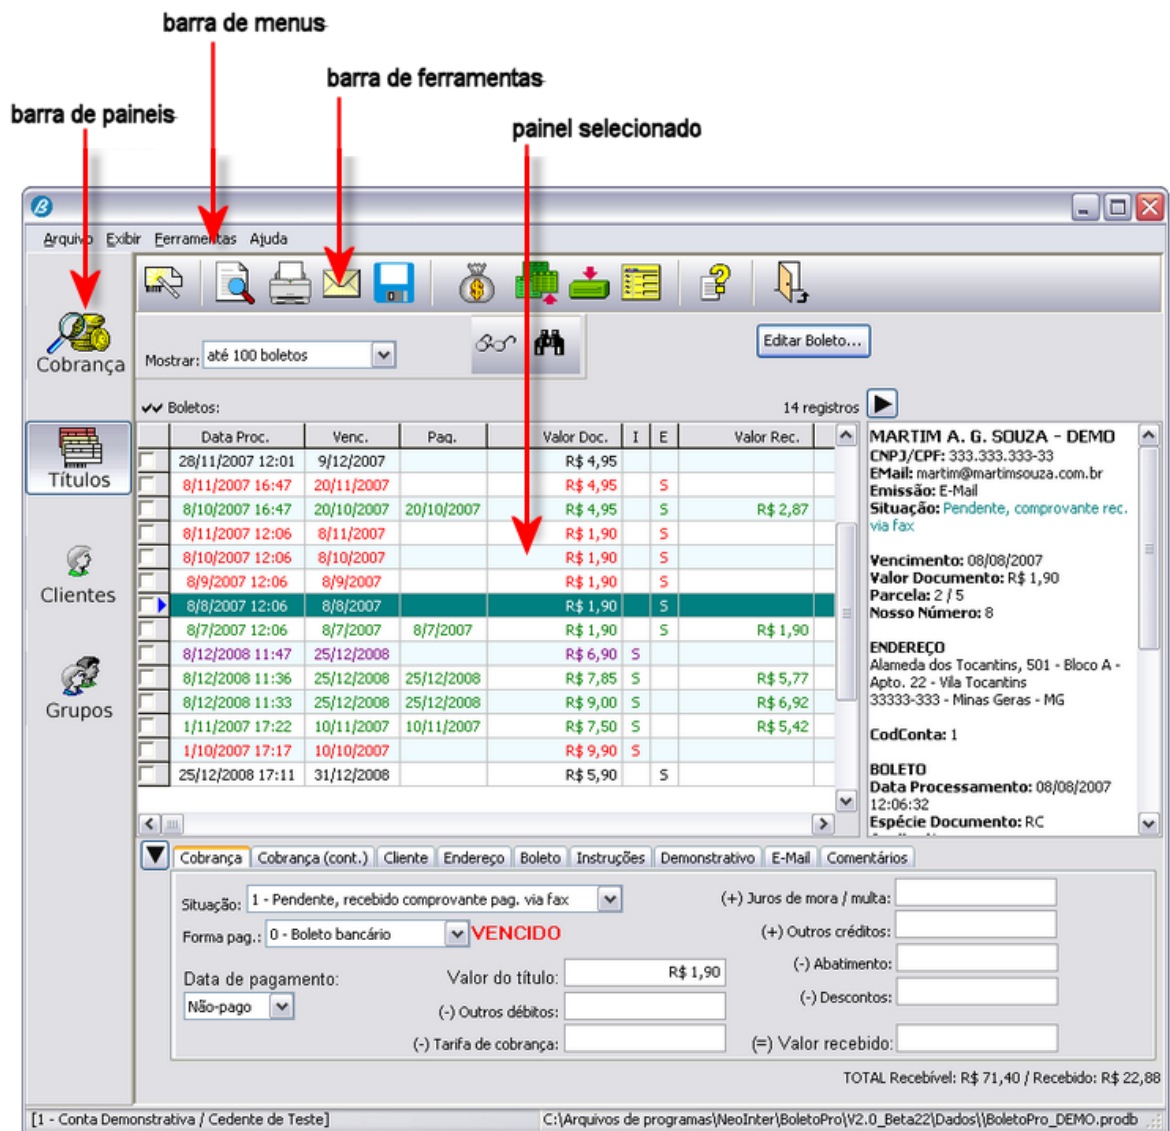 barra de menus
barra de ferramentas
barra de paineis
painel selecionado
Arquivo Exibir Ferramentas Ajuda
Cobrança
Títulos
Clientes
Grupos
Mostrar: até 100 boletos
Editar Boleto...
Boletos:
14 registros
Data Proc. Venc. Pag. Valor Doc. I E Valor Rec.
28/11/2007 12:01 9/12/2007 R$ 4,95
8/11/2007 16:47 20/11/2007 R$ 4,95 S
8/10/2007 16:47 20/10/2007 20/10/2007 R$ 4,95 S R$ 2,87
8/11/2007 12:06 8/11/2007 R$ 1,90 S
8/10/2007 12:06 8/10/2007 R$ 1,90 S
8/9/2007 12:06 8/9/2007 R$ 1,90 S
8/8/2007 12:06 8/8/2007 R$ 1,90 S
8/7/2007 12:06 8/7/2007 8/7/2007 R$ 1,90 S R$ 1,90
8/12/2008 11:47 25/12/2008 R$ 6,90 S
8/12/2008 11:36 25/12/2008 25/12/2008 R$ 7,85 S R$ 5,77
8/12/2008 11:33 25/12/2008 25/12/2008 R$ 9,00 S R$ 6,92
1/11/2007 17:22 10/11/2007 10/11/2007 R$ 7,50 S R$ 5,42
1/10/2007 17:17 10/10/2007 R$ 9,90 S
25/12/2008 17:11 31/12/2008 R$ 5,90 S
MARTIM A. G. SOUZA - DEMO
CNPJ/CPF: 333.333.333-33
EMail: martim@martimsouza.com.br
Emissão: E-Mail
Situação: Pendente, comprovante rec.
via fax
Vencimento: 08/08/2007
Valor Documento: R$ 1,90
Parcela: 2 / 5
Nosso Número: 8
ENDEREÇO
Alameda dos Tocantins, 501 - Bloco A -
Apto. 22 - Vila Tocantins
33333-333 - Minas Geras - MG
CodConta: 1
BOLETO
Data Processamento: 08/08/2007
12:06:32
Espécie Documento: RC
Cobrança Cobrança (cont.) Cliente Endereço Boleto Instruções Demonstrativo E-Mail Comentários
Situação: 1 - Pendente, recebido comprovante pag. via fax
Forma pag.: 0 - Boleto bancário VENCIDO
Data de pagamento:
Não-pago
Valor do título: R$ 1,90
(-) Outros débitos:
(-) Tarifa de cobrança:
(+) Juros de mora / multa:
(+) Outros créditos:
(-) Abatimento:
(-) Descontos:
(=) Valor recebido:
TOTAL Recebível: R$ 71,40 / Recebido: R$ 22,88
[1 - Conta Demonstrativa / Cedente de Teste]
C:\Arquivos de programas\NeoInter\BoletoPro\V2.0_Beta22\Dados\\BoletoPro_DEMO.prodb